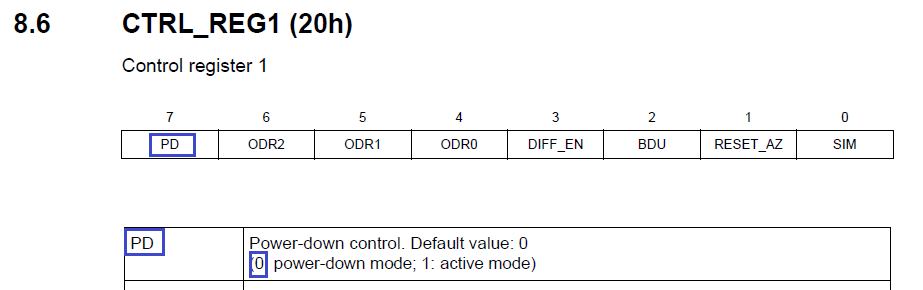 8.6 CTRL_REG1 (20h)
Control register 1
7 6 5 4 3 2 1 0
PD ODR2 ODR1 ODR0 DIFF_EN BDU RESET_AZ SIM
PD Power-down control. Default value: 0
(0 power-down mode; 1: active mode)